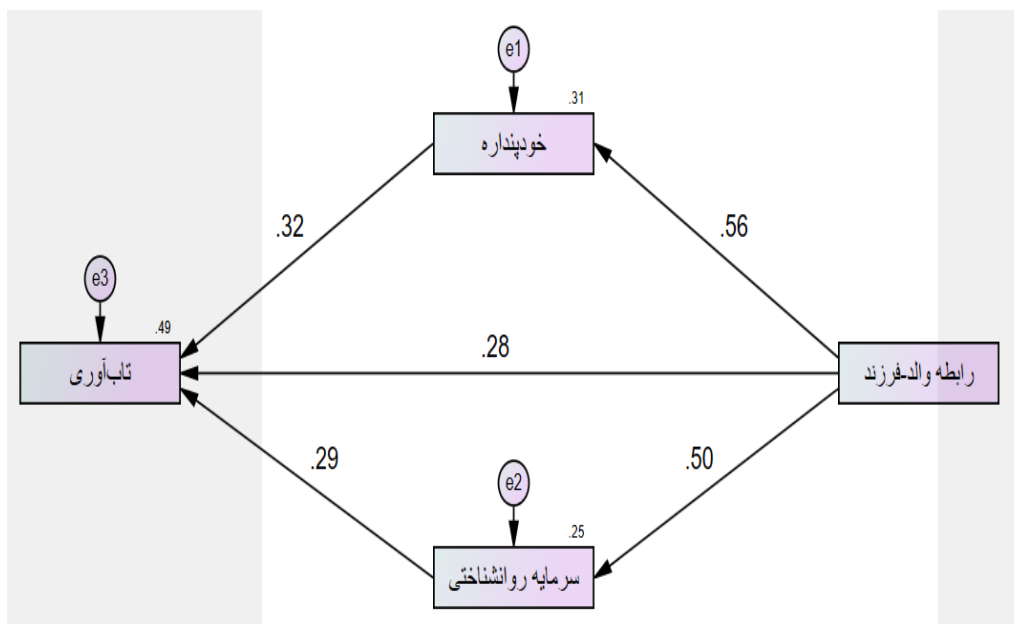 e1
.31
خودپنداره
.32
.56
e3
.49
تاب‌آوری
.28
رابطه والد-فرزند
.29
.50
e2
.25
سرمایه روانشناختی